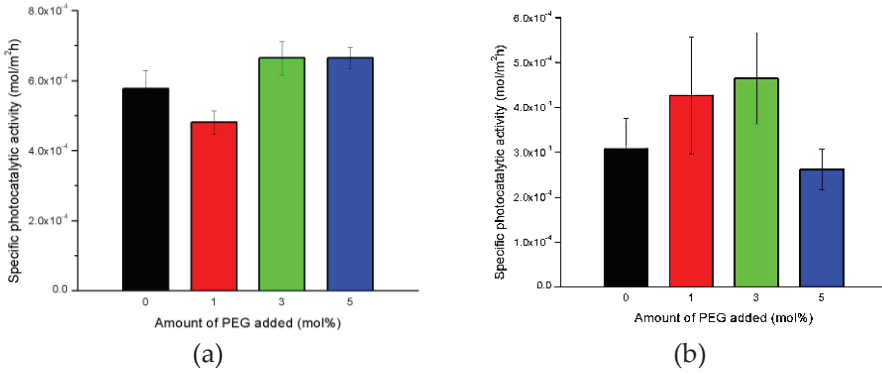 8.0x10⁻⁴
6.0x10⁻⁴
4.0x10⁻⁴
2.0x10⁻⁴
0.0
Specific photocatalytic activity (mol/m²h)
0 1 3 5
Amount of PEG added (mol%)
(a)
6.0x10⁻⁴
5.0x10⁻⁴
4.0x10⁻⁴
3.0x10⁻⁴
2.0x10⁻⁴
1.0x10⁻⁴
0.0
Specific photocatalytic activity (mol/m²h)
0 1 3 5
Amount of PEG added (mol%)
(b)